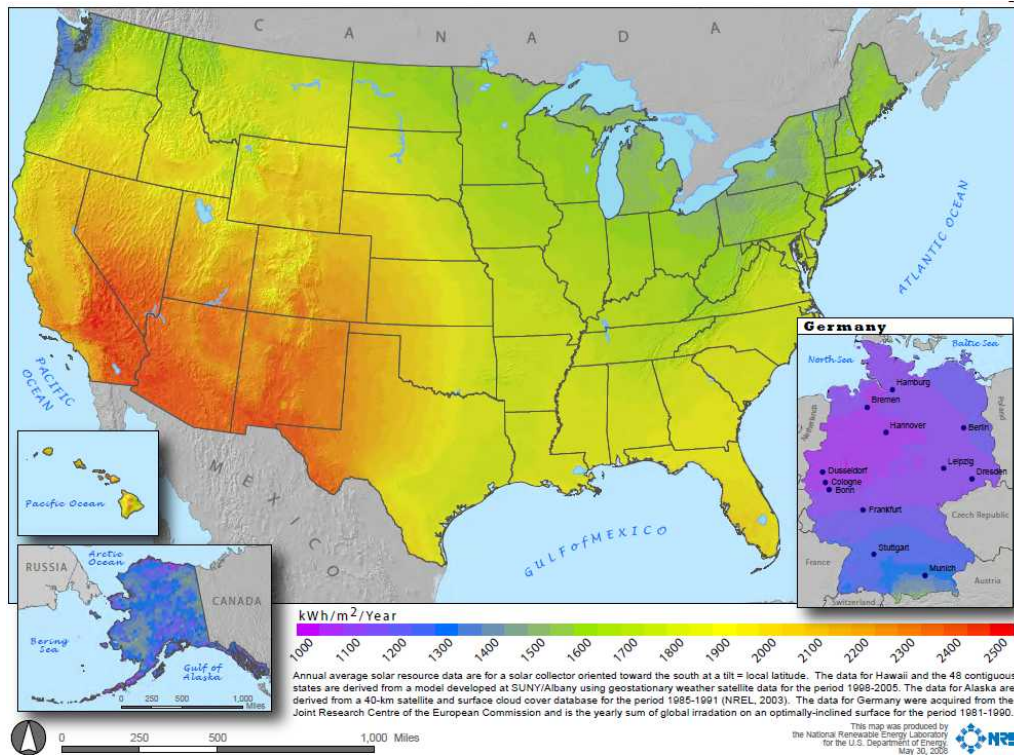 C A N A D A
ATLANTIC OCEAN
PACIFIC
OCEAN
M E X I C O
GULF of MEXICO
Pacific Ocean
Arctic
Ocean
RUSSIA
CANADA
Bering
Sea
Gulf of
Alaska
0 250 500 1,000
Miles
Germany
North Sea
Baltic Sea
Hamburg
Bremen
Netherlands
Poland
Hannover
Berlin
Dusseldorf
Leipzig
Cologne
Dresden
Bonn
Frankfurt
Czech Republic
Stuttgart
France
Munich
Austria
Switzerland
kWh/m²/Year
1000 1100 1200 1300 1400 1500 1600 1700 1800 1900 2000 2100 2200 2300 2400 2500
Annual average solar resource data are for a solar collector oriented toward the south at a tilt = local latitude. The data for Hawaii and the 48 contiguous
states are derived from a model developed at SUNY/Albany using geostationary weather satellite data for the period 1998-2005. The data for Alaska are
derived from a 40-km satellite and surface cloud cover database for the period 1985-1991 (NREL, 2003). The data for Germany were acquired from the
Joint Research Centre of the European Commission and is the yearly sum of global irradation on an optimally-inclined surface for the period 1981-1990.
0 250 500 1,000 Miles
This map was produced by
the National Renewable Energy Laboratory
for the U.S. Department of Energy.
May 30, 2008